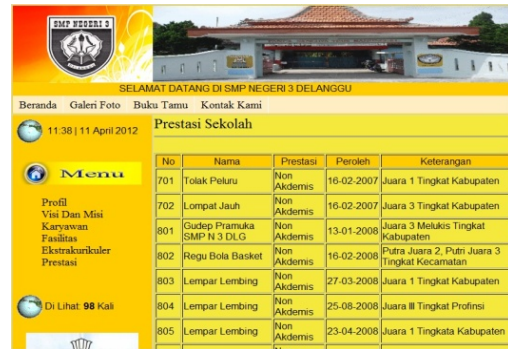 SMP NEGERI 3
SELAMAT DATANG DI SMP NEGERI 3 DELANGGU
Beranda Galeri Foto Buku Tamu Kontak Kami
11:38 | 11 April 2012
Menu
Profil
Visi Dan Misi
Karyawan
Fasilitas
Ekstrakurikuler
Prestasi
Di Lihat: 98 Kali
Prestasi Sekolah
No Nama Prestasi Peroleh Keterangan
701 Tolak Peluru Non Akdemis 16-02-2007 Juara 1 Tingkat Kabupaten
702 Lompat Jauh Non Akdemis 16-02-2007 Juara 3 Tingkat Kabupaten
801 Gudep Pramuka SMP N 3 DLG Non Akdemis 13-01-2008 Juara 3 Melukis Tingkat Kabupaten
802 Regu Bola Basket Non Akdemis 16-02-2008 Putra Juara 2, Putri Juara 3 Tingkat Kecamatan
803 Lempar Lembing Non Akdemis 27-03-2008 Juara 1 Tingkat Kabupaten
804 Lempar Lembing Non Akdemis 25-08-2008 Juara III Tingkat Profinsi
805 Lempar Lembing Non Akdemis 23-04-2008 Juara 1 Tingkata Kabupaten